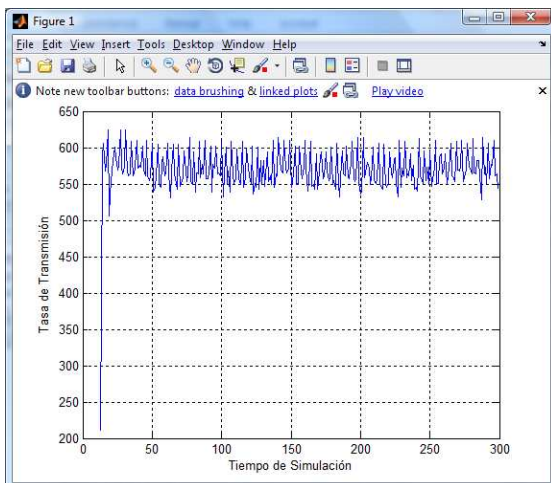 Figure 1
File Edit View Insert Tools Desktop Window Help
Note new toolbar buttons: data brushing & linked plots Play video
650
600
550
500
450
400
350
300
250
200
Tasa de Transmisión
0 50 100 150 200 250 300
Tiempo de Simulación